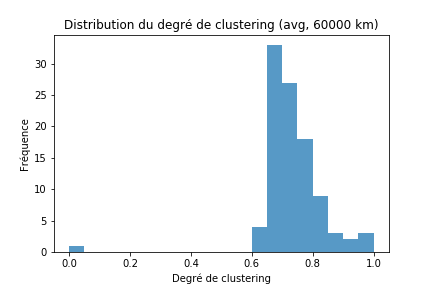 Distribution du degré de clustering (avg, 60000 km)
30
25
20
15
10
5
0
Fréquence
0.0 0.2 0.4 0.6 0.8 1.0
Degré de clustering